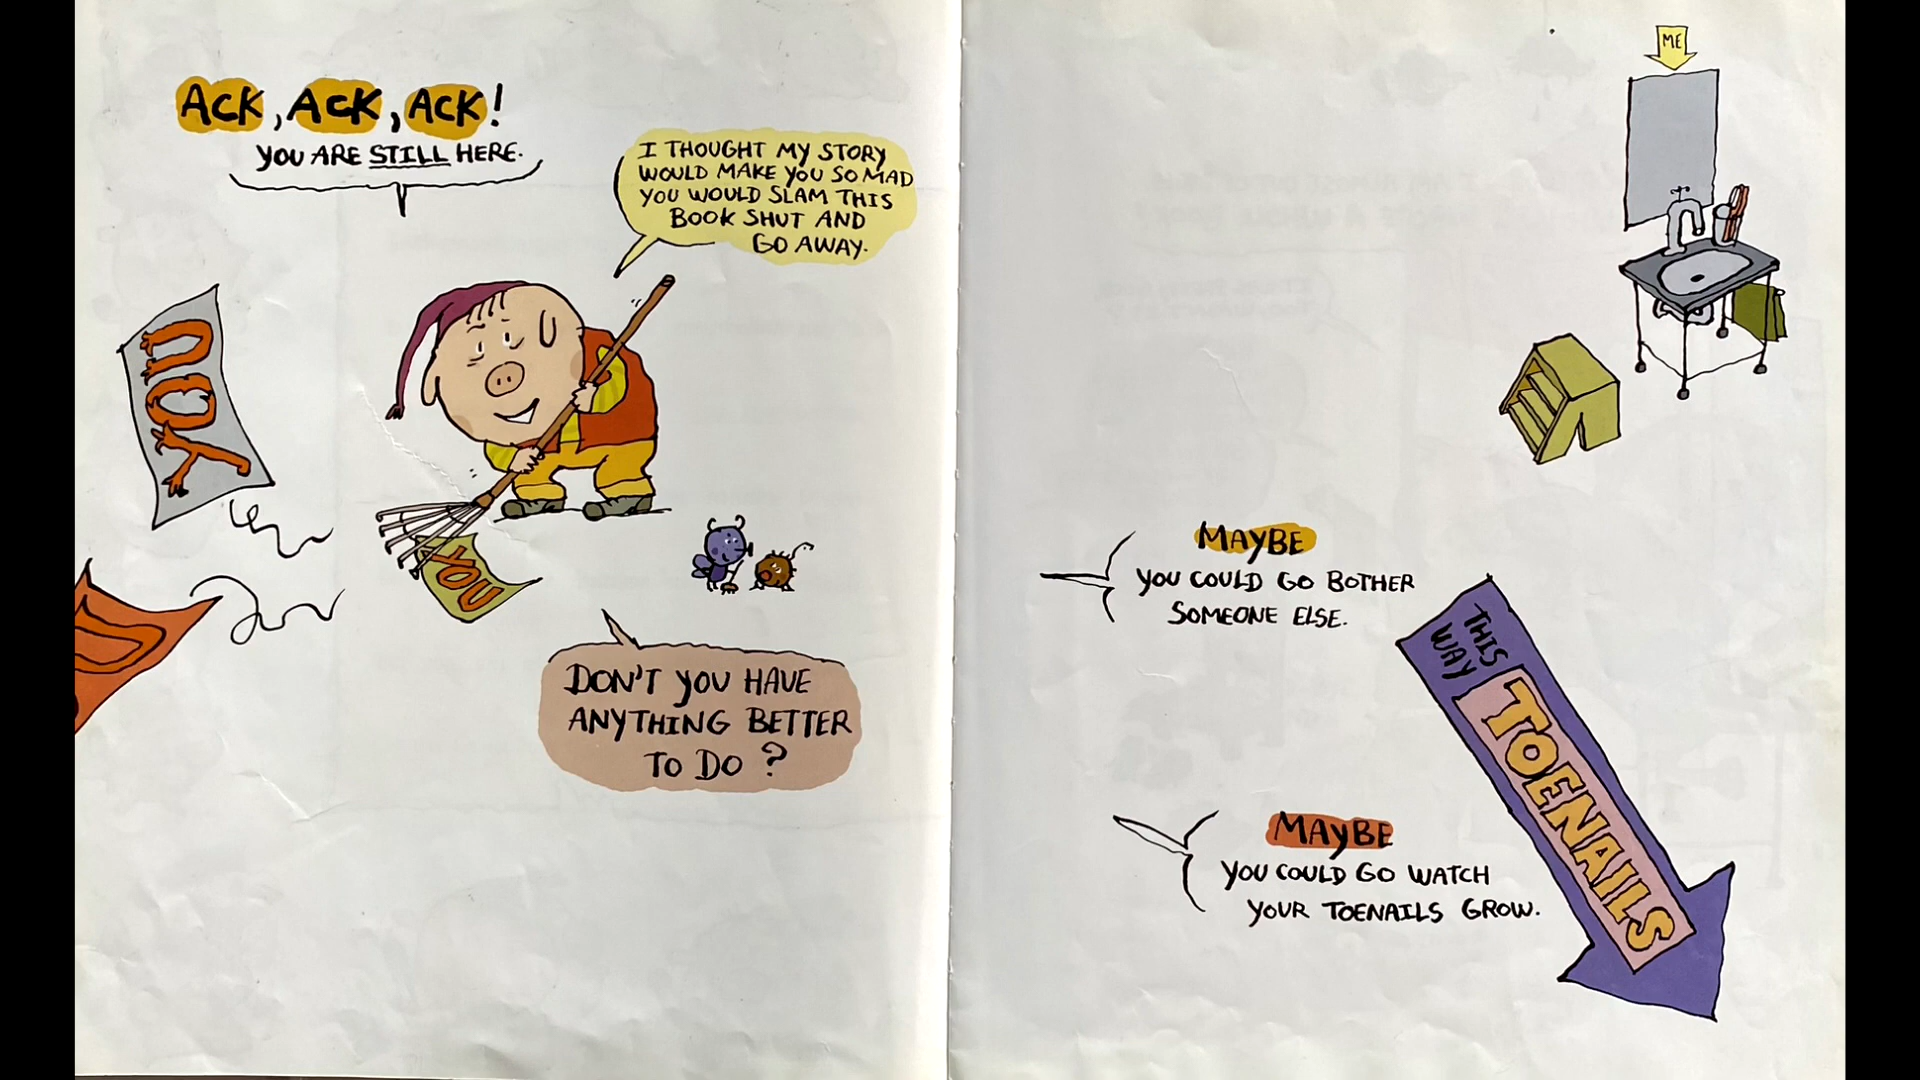 ACK, ACK, ACK!
YOU ARE STILL HERE.
I THOUGHT MY STORY
WOULD MAKE YOU SO MAD
YOU WOULD SLAM THIS
BOOK SHUT AND
GO AWAY.
YOU
YOU
DON'T YOU HAVE
ANYTHING BETTER
TO DO?
ME
MAYBE
YOU COULD GO BOTHER
SOMEONE ELSE.
THIS
WAY
TOENAILS
MAYBE
YOU COULD GO WATCH
YOUR TOENAILS GROW.